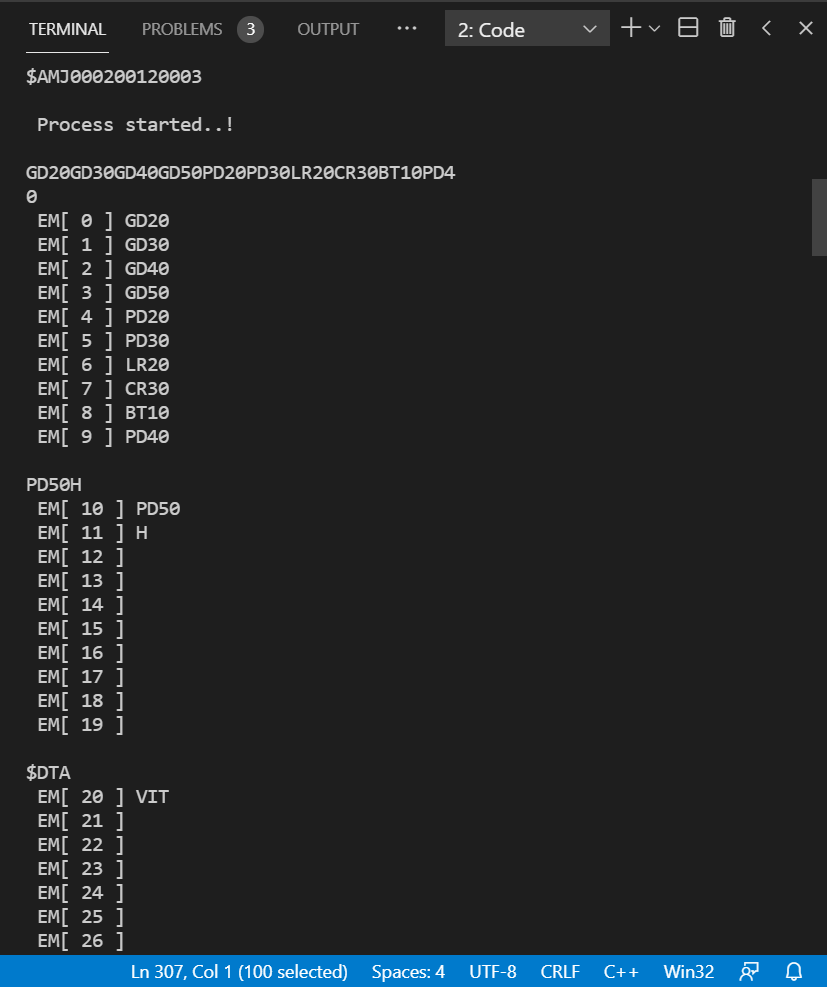 TERMINAL PROBLEMS 3 OUTPUT ··· 2: Code
$AMJ000200120003
Process started..!
GD20GD30GD40GD50PD20PD30LR20CR30BT10PD4
0
EM[ 0 ] GD20
EM[ 1 ] GD30
EM[ 2 ] GD40
EM[ 3 ] GD50
EM[ 4 ] PD20
EM[ 5 ] PD30
EM[ 6 ] LR20
EM[ 7 ] CR30
EM[ 8 ] BT10
EM[ 9 ] PD40
PD50H
EM[ 10 ] PD50
EM[ 11 ] H
EM[ 12 ]
EM[ 13 ]
EM[ 14 ]
EM[ 15 ]
EM[ 16 ]
EM[ 17 ]
EM[ 18 ]
EM[ 19 ]
$DTA
EM[ 20 ] VIT
EM[ 21 ]
EM[ 22 ]
EM[ 23 ]
EM[ 24 ]
EM[ 25 ]
EM[ 26 ]
Ln 307, Col 1 (100 selected) Spaces: 4 UTF-8 CRLF C++ Win32